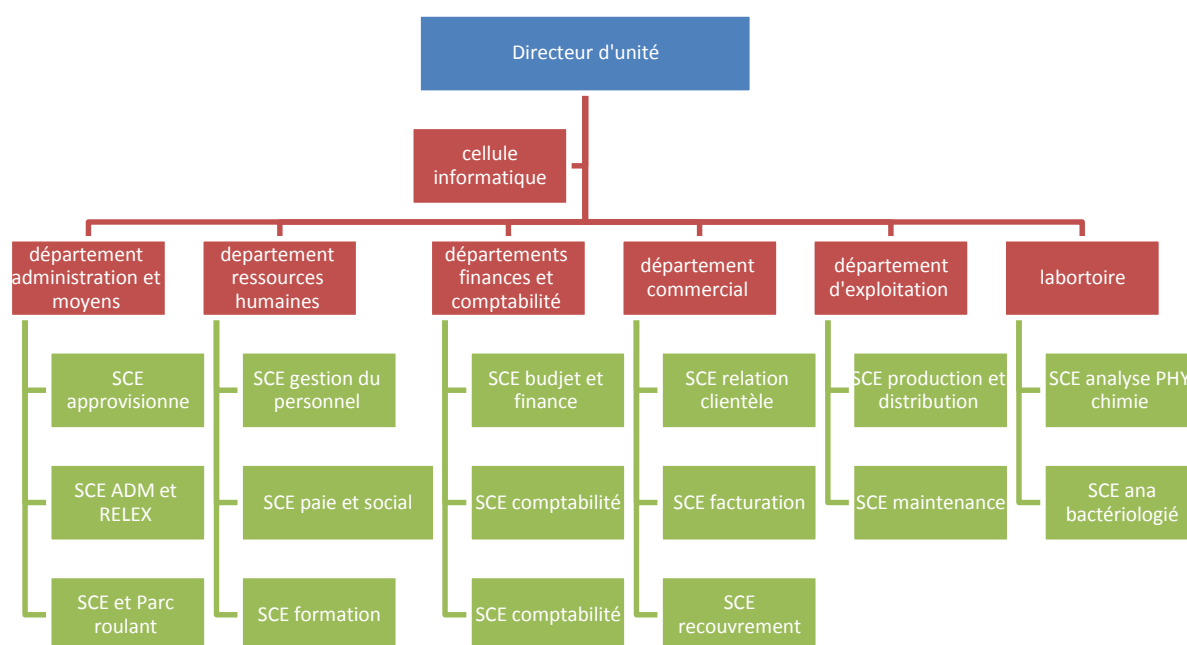 Directeur d'unité
cellule
informatique
département
administration et
moyens
department
ressources
humaines
départements
finances et
comptabilité
département
commercial
département
d'exploitation
labortoire
SCE
approvisionne
SCE gestion du
personnel
SCE budjet et
finance
SCE relation
clientèle
SCE production et
distribution
SCE analyse PHY
chimie
SCE ADM et
RELEX
SCE paie et social
SCE comptabilité
SCE facturation
SCE maintenance
SCE ana
bactériologié
SCE et Parc
roulant
SCE formation
SCE comptabilité
SCE
recouvrement